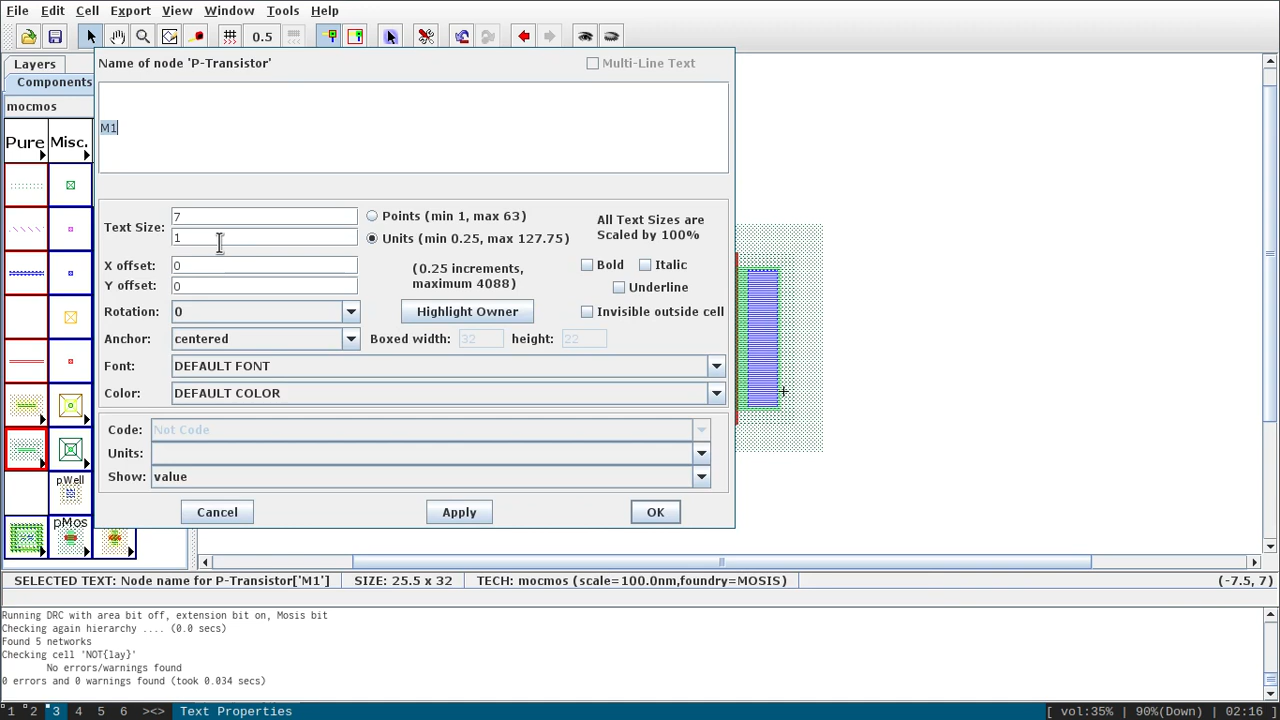 File Edit Cell Export View Window Tools Help
0.5
Layers
Components
mocmos
Pure Misc.
pWell
pMos
Name of node 'P-Transistor'
Multi-Line Text
M1
Text Size: 7
1
Points (min 1, max 63)
Units (min 0.25, max 127.75)
All Text Sizes are
Scaled by 100%
X offset: 0
Y offset: 0
(0.25 increments,
maximum 4088)
Bold Italic
Underline
Rotation: 0
Highlight Owner
Invisible outside cell
Anchor: centered
Boxed width: 32 height: 22
Font: DEFAULT FONT
Color: DEFAULT COLOR
Code: Not Code
Units:
Show: value
Cancel Apply OK
SELECTED TEXT: Node name for P-Transistor['M1'] SIZE: 25.5 x 32 TECH: mocmos (scale=100.0nm,foundry=MOSIS) (-7.5, 7)
Running DRC with area bit off, extension bit on, Mosis bit
Checking again hierarchy .... (0.0 secs)
Found 5 networks
Checking cell 'NOT{lay}'
No errors/warnings found
0 errors and 0 warnings found (took 0.034 secs)
1 2 3 4 5 6 ><> Text Properties [ vol:35% | 90%(Down) | 02:16 ]